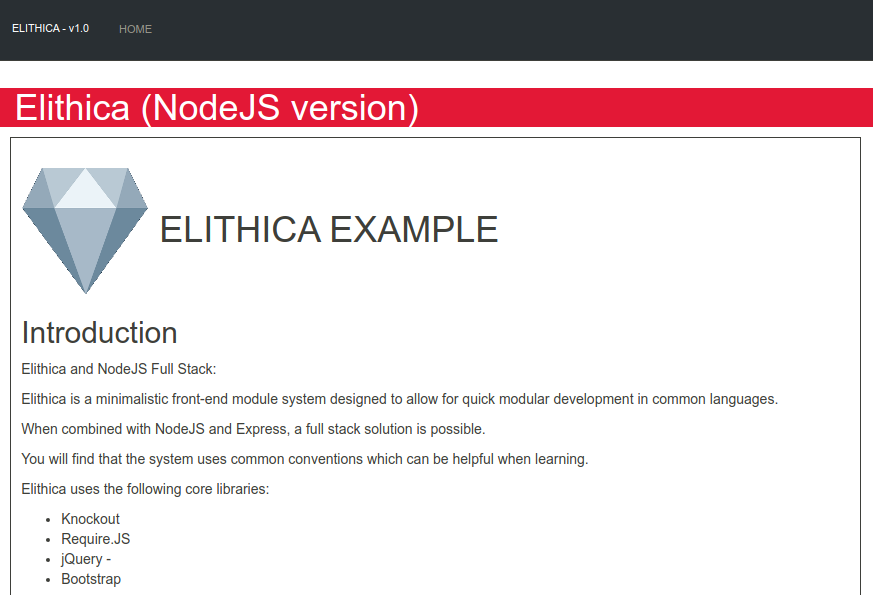 ELITHICA - v1.0 HOME
Elithica (NodeJS version)
ELITHICA EXAMPLE
Introduction
Elithica and NodeJS Full Stack:
Elithica is a minimalistic front-end module system designed to allow for quick modular development in common languages.
When combined with NodeJS and Express, a full stack solution is possible.
You will find that the system uses common conventions which can be helpful when learning.
Elithica uses the following core libraries:
• Knockout
• Require.JS
• jQuery -
• Bootstrap